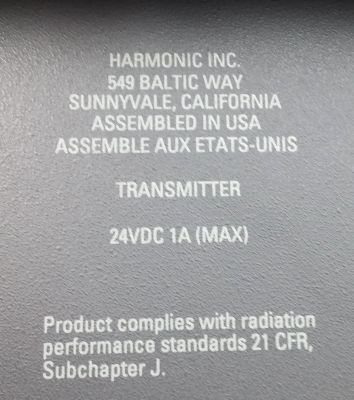 HARMONIC INC.
549 BALTIC WAY
SUNNYVALE, CALIFORNIA
ASSEMBLED IN USA
ASSEMBLE AUX ETATS-UNIS
TRANSMITTER
24VDC 1A (MAX)
Product complies with radiation
performance standards 21 CFR,
Subchapter J.